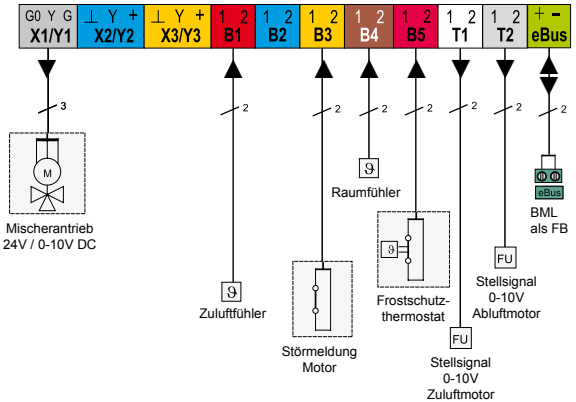 G0 Y G ⊥ Y + ⊥ Y + 1 2 1 2 1 2 1 2 1 2 1 2 1 2 + −
X1/Y1 X2/Y2 X3/Y3 B1 B2 B3 B4 B5 T1 T2 eBus
3 2 2 2 2 2 2 2
M
Mischerantrieb
24V / 0-10V DC
ϑ
Zuluftfühler
Störmeldung
Motor
ϑ
Raumfühler
ϑ
Frostschutz-
thermostat
FU
Stellsignal
0-10V
Zuluftmotor
FU
Stellsignal
0-10V
Abluftmotor
eBus
BML
als FB